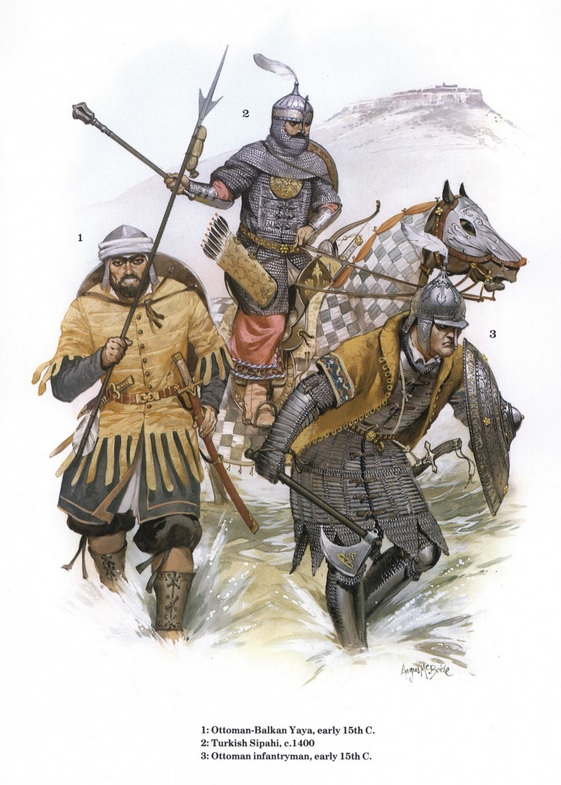 2
1
3
Angus McBride
1: Ottoman-Balkan Yaya, early 15th C.
2: Turkish Sipahi, c.1400
3: Ottoman infantryman, early 15th C.